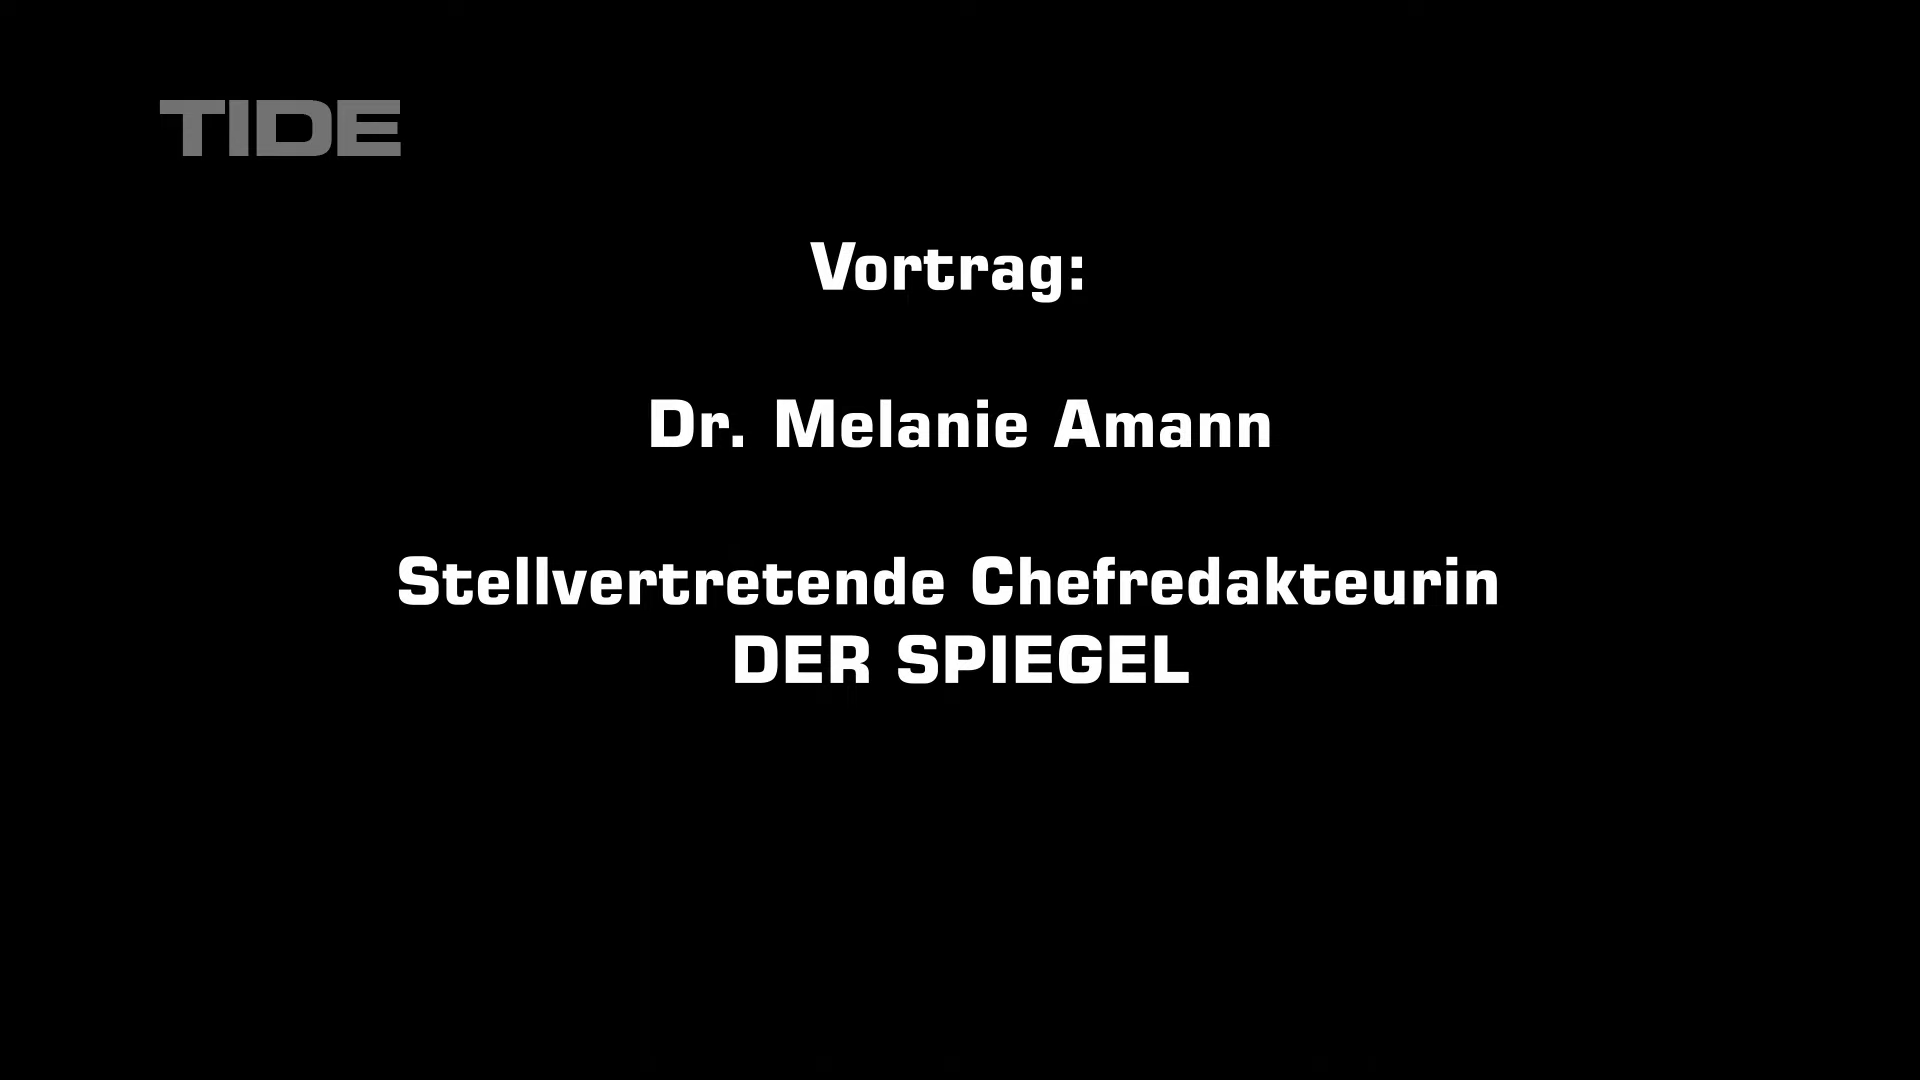 TIDE
Vortrag:
Dr. Melanie Amann
Stellvertretende Chefredakteurin
DER SPIEGEL